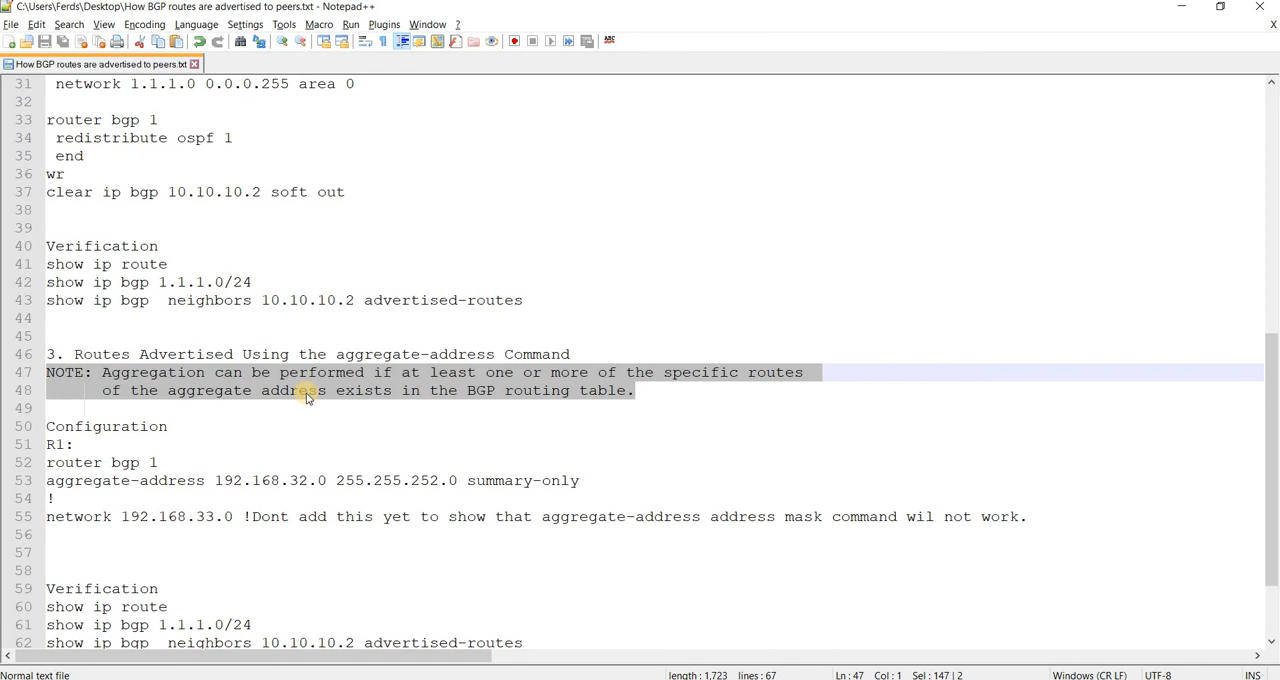 C:\Users\Ferds\Desktop\How BGP routes are advertised to peers.txt - Notepad++
File Edit Search View Encoding Language Settings Tools Macro Run Plugins Window ? X
How BGP routes are advertised to peers.txt
31 network 1.1.1.0 0.0.0.255 area 0
32
33 router bgp 1
34 redistribute ospf 1
35 end
36 wr
37 clear ip bgp 10.10.10.2 soft out
38
39
40 Verification
41 show ip route
42 show ip bgp 1.1.1.0/24
43 show ip bgp  neighbors 10.10.10.2 advertised-routes
44
45
46 3. Routes Advertised Using the aggregate-address Command
47 NOTE: Aggregation can be performed if at least one or more of the specific routes
48 of the aggregate address exists in the BGP routing table.
49
50 Configuration
51 R1:
52 router bgp 1
53 aggregate-address 192.168.32.0 255.255.252.0 summary-only
54 !
55 network 192.168.33.0 !Dont add this yet to show that aggregate-address address mask command wil not work.
56
57
58
59 Verification
60 show ip route
61 show ip bgp 1.1.1.0/24
62 show ip bgp  neighbors 10.10.10.2 advertised-routes
Normal text file length : 1,723 lines : 67 Ln : 47 Col : 1 Sel : 147 | 2 Windows (CR LF) UTF-8 INS